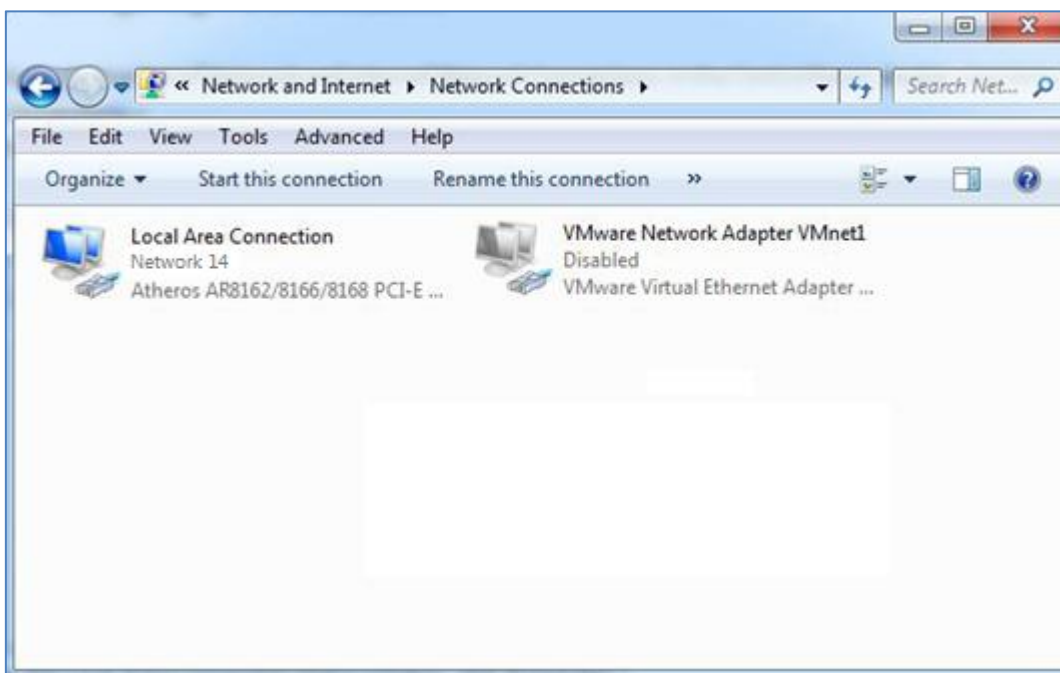 « Network and Internet ▸ Network Connections ▸ Search Net...
File Edit View Tools Advanced Help
Organize ▾ Start this connection Rename this connection »
Local Area Connection
Network 14
Atheros AR8162/8166/8168 PCI-E ...
VMware Network Adapter VMnet1
Disabled
VMware Virtual Ethernet Adapter ...